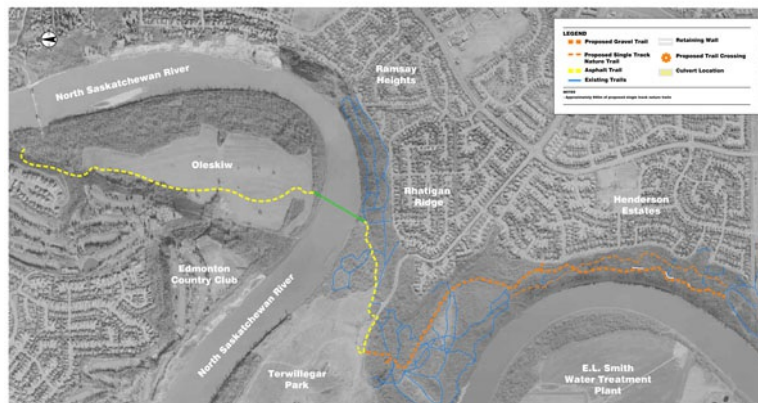 LEGEND
Proposed Gravel Trail
Proposed Single Track
Nature Trail
Asphalt Trail
Existing Trails
Retaining Wall
Proposed Trail Crossing
Culvert Location
NOTES
North Saskatchewan River
Ramsay
Heights
Oleskiw
Rhatigan
Ridge
Henderson
Estates
Edmonton
Country Club
North Saskatchewan River
Terwillegar
Park
E.L. Smith
Water Treatment
Plant